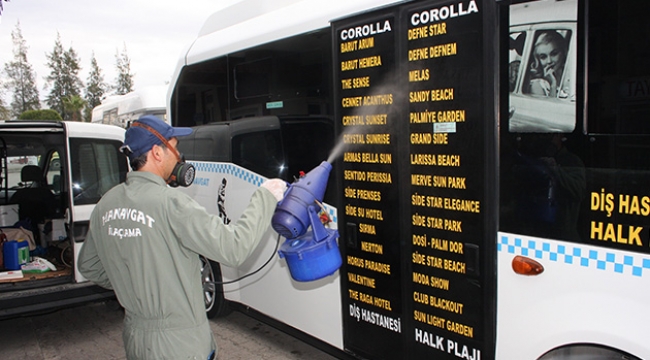 COROLLA
BARUT ARUM
BARUT HEMERA
THE SENSE
CENNET ACANTHUS
CRYSTAL SUNSET
CRYSTAL SUNRISE
ARMAS BELLA SUN
SENTIDO PERISSIA
SİDE PRENSES
SİDE SU HOTEL
SIRMA
NERTON
HORUS PARADISE
VALENTINE
THE RAGA HOTEL
DİŞ HASTANESİ
COROLLA
DEFNE STAR
DEFNE DEFNEM
MELAS
SANDY BEACH
PALMİYE GARDEN
GRAND SIDE
LARISSA BEACH
MERVE SUN PARK
SİDE STAR ELEGANCE
SİDE STAR PARK
DOSİ - PALM DOR
SİDE STAR BEACH
MODA SHOW
CLUB BLACKOUT
SUN LIGHT GARDEN
HALK PLAJI
DİŞ HAS
HALK
MANAVGAT
İLAÇLAMA